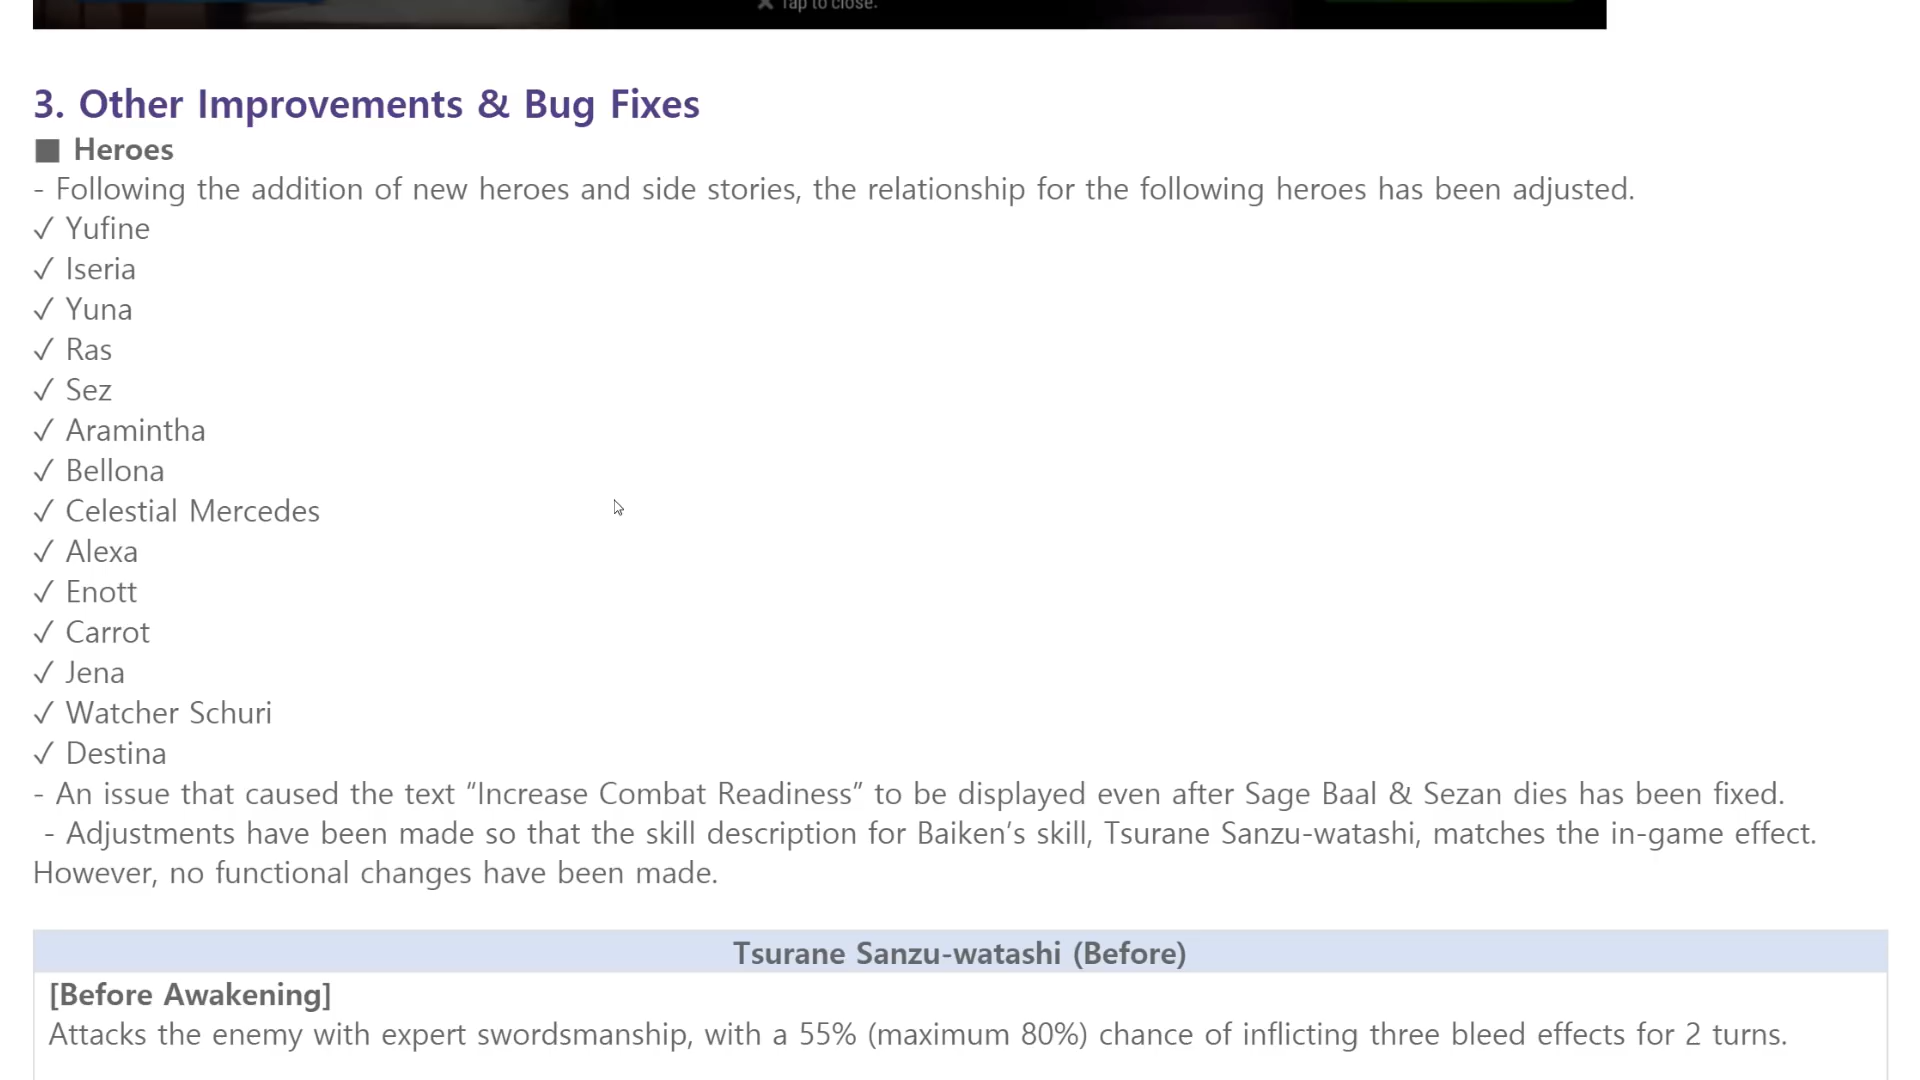 Tap to close.
3. Other Improvements & Bug Fixes
■ Heroes
- Following the addition of new heroes and side stories, the relationship for the following heroes has been adjusted.
✓ Yufine
✓ Iseria
✓ Yuna
✓ Ras
✓ Sez
✓ Aramintha
✓ Bellona
✓ Celestial Mercedes
✓ Alexa
✓ Enott
✓ Carrot
✓ Jena
✓ Watcher Schuri
✓ Destina
- An issue that caused the text “Increase Combat Readiness” to be displayed even after Sage Baal & Sezan dies has been fixed.
- Adjustments have been made so that the skill description for Baiken’s skill, Tsurane Sanzu-watashi, matches the in-game effect.
However, no functional changes have been made.
Tsurane Sanzu-watashi (Before)
[Before Awakening]
Attacks the enemy with expert swordsmanship, with a 55% (maximum 80%) chance of inflicting three bleed effects for 2 turns.